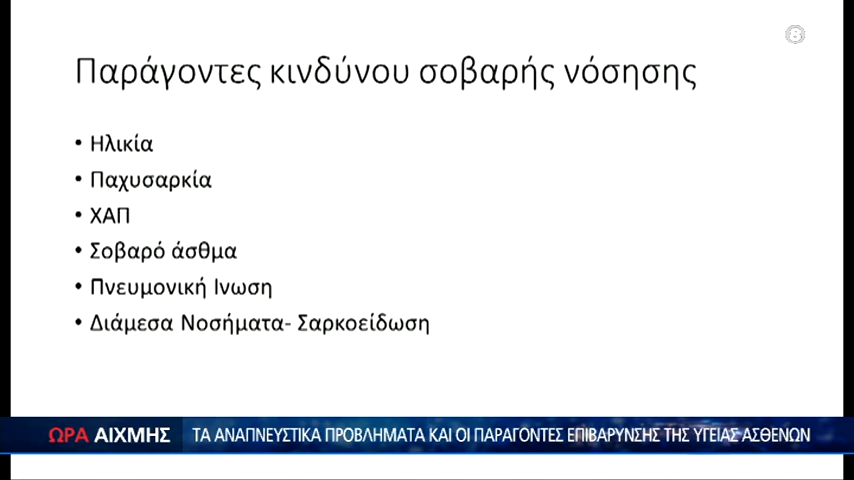 8
Παράγοντες κινδύνου σοβαρής νόσησης
• Ηλικία
• Παχυσαρκία
• ΧΑΠ
• Σοβαρό άσθμα
• Πνευμονική Ινωση
• Διάμεσα Νοσήματα- Σαρκοείδωση
ΩΡΑ ΑΙΧΜΗΣ ΤΑ ΑΝΑΠΝΕΥΣΤΙΚΑ ΠΡΟΒΛΗΜΑΤΑ ΚΑΙ ΟΙ ΠΑΡΑΓΟΝΤΕΣ ΕΠΙΒΑΡΥΝΣΗΣ ΤΗΣ ΥΓΕΙΑΣ ΑΣΘΕΝΩΝ